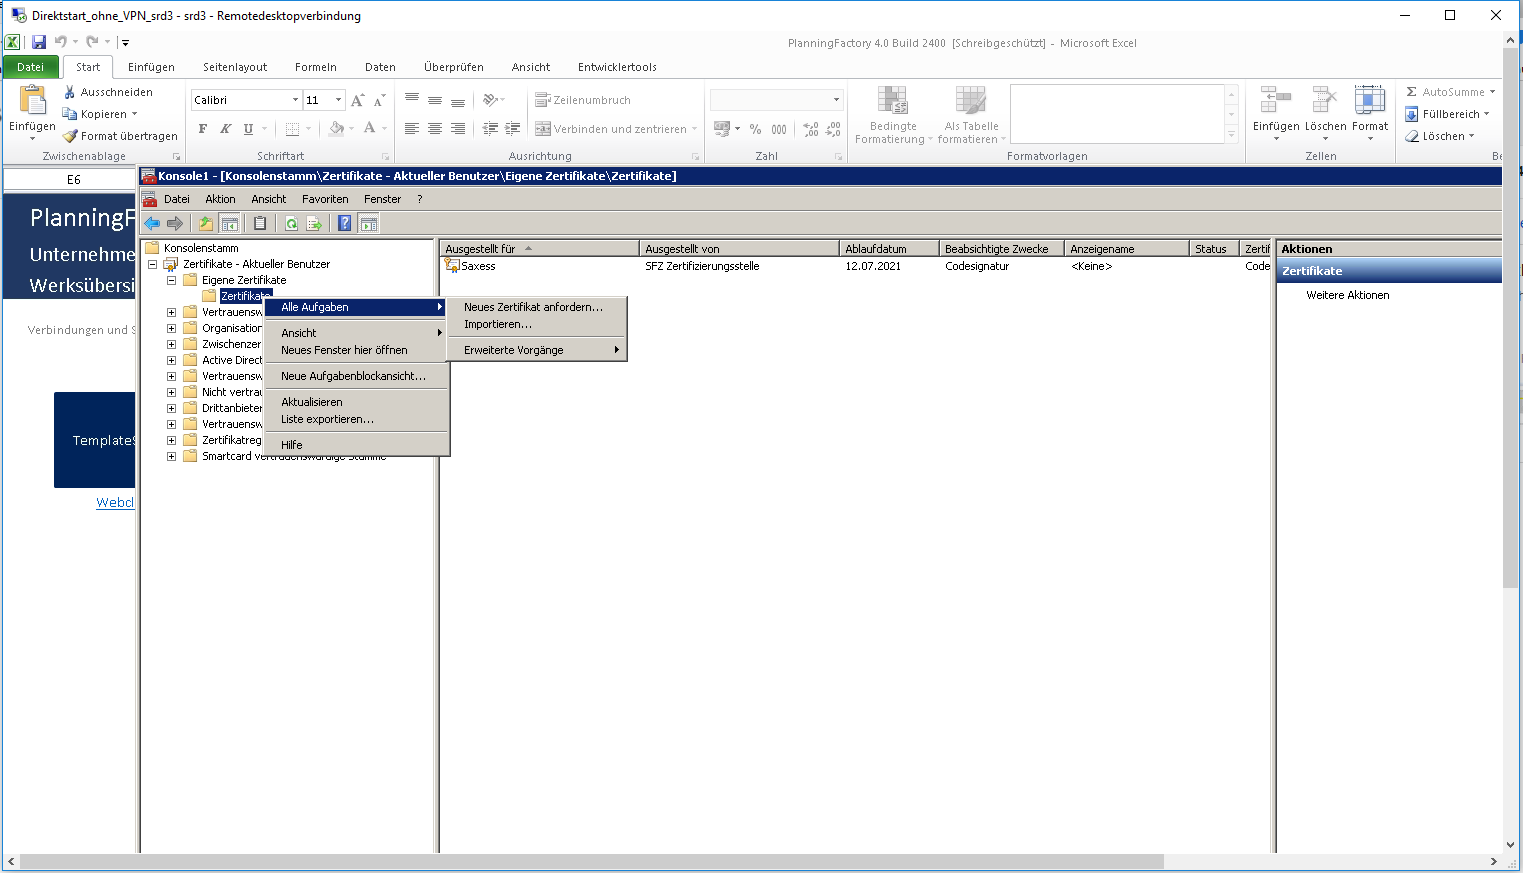 Direktstart_ohne_VPN_srd3 - srd3 - Remotedesktopverbindung
PlanningFactory 4.0 Build 2400 [Schreibgeschützt] - Microsoft Excel
Datei Start Einfügen Seitenlayout Formeln Daten Überprüfen Ansicht Entwicklertools
Einfügen
Ausschneiden
Kopieren
Format übertragen
Zwischenablage
Calibri 11
F K U
Schriftart
Zeilenumbruch
Verbinden und zentrieren
Ausrichtung
% 000
Zahl
Bedingte Formatierung
Als Tabelle formatieren
Formatvorlagen
Einfügen Löschen Format
Zellen
AutoSumme
Füllbereich
Löschen
E6
Konsole1 - [Konsolenstamm\Zertifikate - Aktueller Benutzer\Eigene Zertifikate\Zertifikate]
Datei Aktion Ansicht Favoriten Fenster ?
PlanningF
Unternehme
Werksübersi
Verbindungen und S
TemplateS
Webcl
Konsolenstamm
Zertifikate - Aktueller Benutzer
Eigene Zertifikate
Zertifikate
Vertrauensw
Organisation
Zwischenzer
Active Direct
Vertrauensw
Nicht vertrau
Drittanbieter
Vertrauensw
Zertifikatreg
Smartcard vertrauenswürdige Stämme
Alle Aufgaben
Ansicht
Neues Fenster hier öffnen
Neue Aufgabenblockansicht...
Aktualisieren
Liste exportieren...
Hilfe
Neues Zertifikat anfordern...
Importieren...
Erweiterte Vorgänge
Ausgestellt für Ausgestellt von Ablaufdatum Beabsichtigte Zwecke Anzeigename Status Zertif
Saxess SFZ Zertifizierungsstelle 12.07.2021 Codesignatur <Keine> Code
Aktionen
Zertifikate
Weitere Aktionen